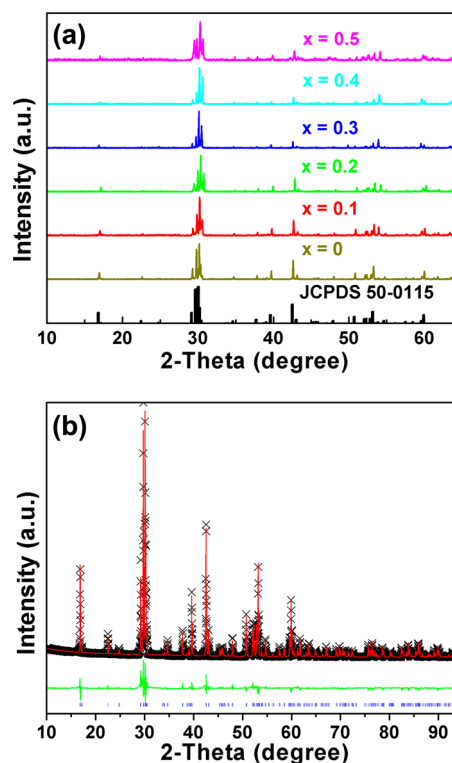 (a)
x = 0.5
x = 0.4
x = 0.3
x = 0.2
x = 0.1
x = 0
JCPDS 50-0115
Intensity (a.u.)
10 20 30 40 50 60
2-Theta (degree)
(b)
Intensity (a.u.)
10 20 30 40 50 60 70 80 90
2-Theta (degree)